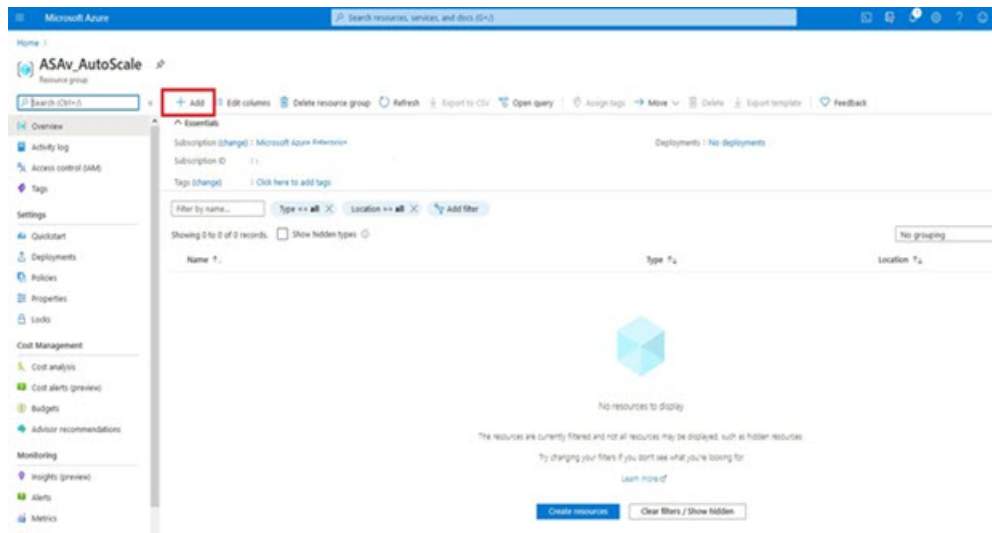 Microsoft Azure
Search resources, services, and docs (G+/)
Home >
ASAv_AutoScale
Resource group
Search (Ctrl+/)
Add Edit columns Delete resource group Refresh Export to CSV Open query Assign tags Move Delete Export template Feedback
Overview
Activity log
Access control (IAM)
Tags
Settings
Quickstart
Deployments
Policies
Properties
Locks
Cost Management
Cost analysis
Cost alerts (preview)
Budgets
Advisor recommendations
Monitoring
Insights (preview)
Alerts
Metrics
Essentials
Subscription (change) : Microsoft Azure Enterprise
Deployments : No deployments
Subscription ID :
Tags (change) : Click here to add tags
Filter by name... Type == all Location == all Add filter
Showing 0 to 0 of 0 records. Show hidden types
No grouping
Name Type Location
No resources to display
The resources are currently filtered and not all resources may be displayed, such as hidden resources.
Try changing your filters if you don't see what you're looking for.
Learn more
Create resources Clear filters / Show hidden